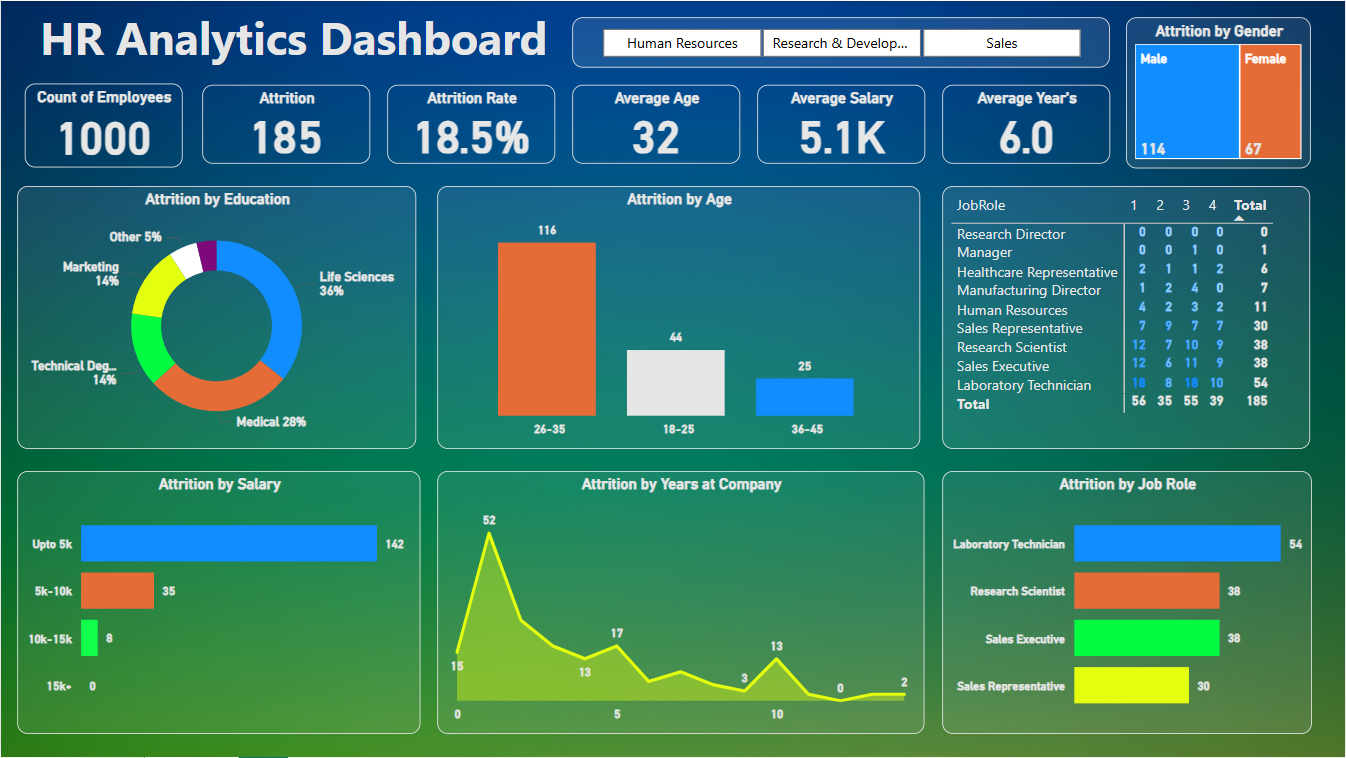 HR Analytics Dashboard
Human Resources
Research & Develop...
Sales
Attrition by Gender
Male
Female
114
67
Count of Employees
1000
Attrition
185
Attrition Rate
18.5%
Average Age
32
Average Salary
5.1K
Average Year's
6.0
Attrition by Education
Other 5%
Marketing
14%
Life Sciences
36%
Technical Deg...
14%
Medical 28%
Attrition by Age
116
44
25
26-35
18-25
36-45
JobRole 1 2 3 4 Total
Research Director 0 0 0 0 0
Manager 0 0 1 0 1
Healthcare Representative 2 1 1 2 6
Manufacturing Director 1 2 4 0 7
Human Resources 4 2 3 2 11
Sales Representative 7 9 7 7 30
Research Scientist 12 7 10 9 38
Sales Executive 12 6 11 9 38
Laboratory Technician 18 8 18 10 54
Total 56 35 55 39 185
Attrition by Salary
Upto 5k 142
5k-10k 35
10k-15k 8
15k+ 0
Attrition by Years at Company
52
15
13
17
3
13
0
2
0 5 10
Attrition by Job Role
Laboratory Technician 54
Research Scientist 38
Sales Executive 38
Sales Representative 30